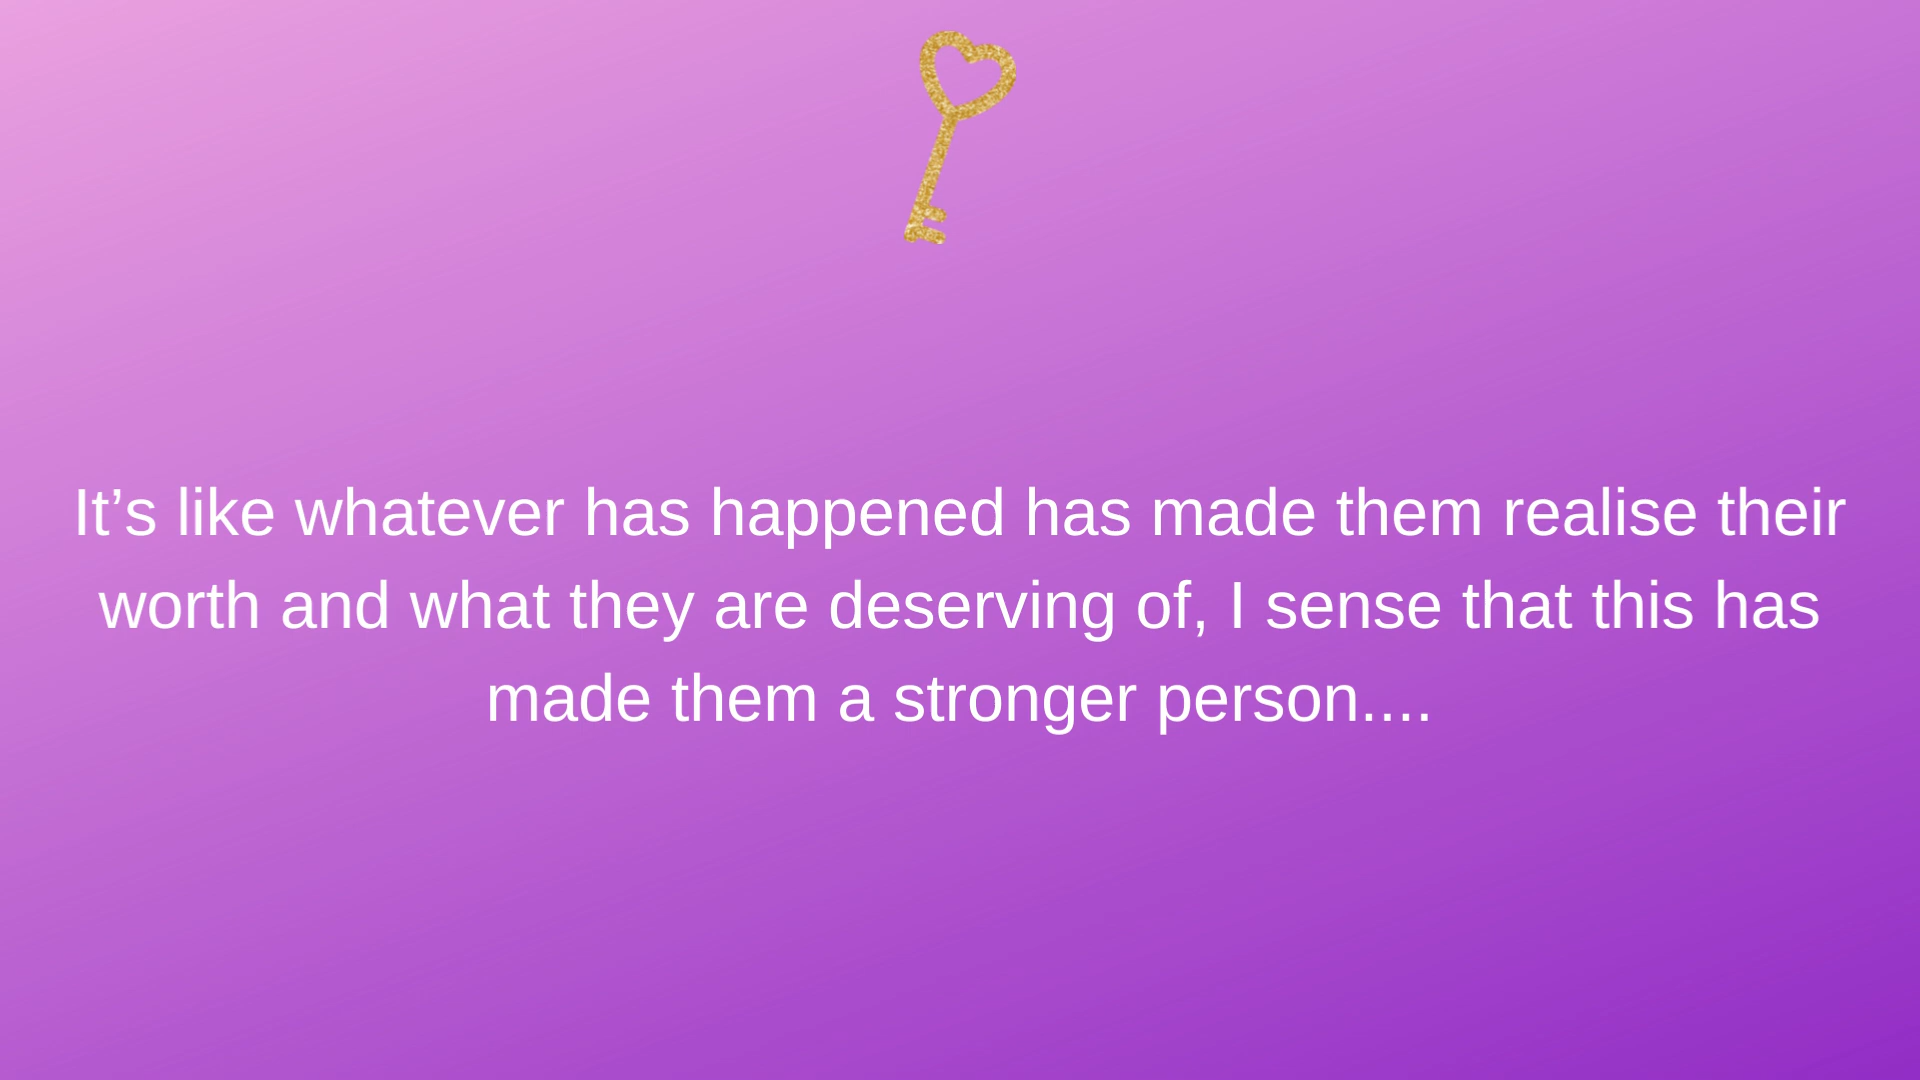 It’s like whatever has happened has made them realise their
worth and what they are deserving of, I sense that this has
made them a stronger person....